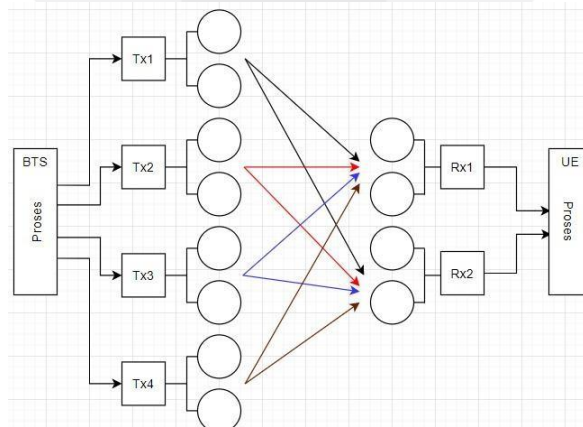 Tx1
BTS
Proses
Tx2
Tx3
Tx4
Rx1
Rx2
UE
Proses